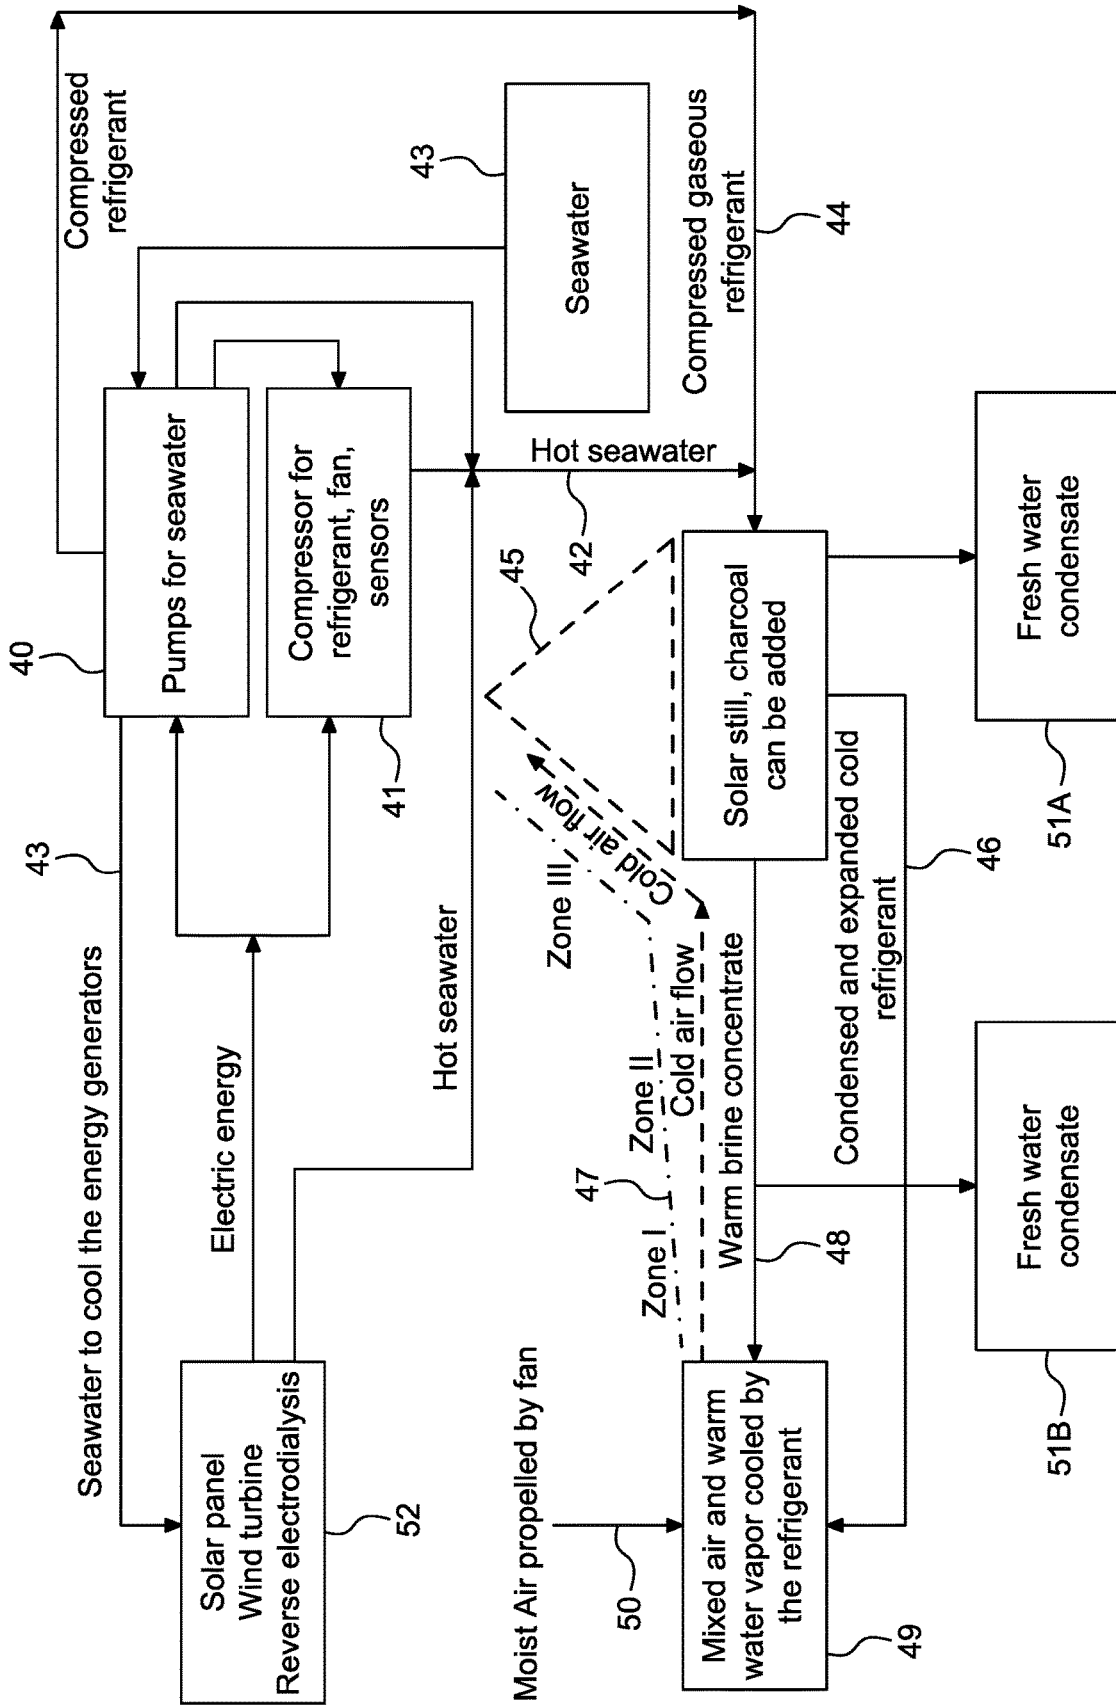 Seawater to cool the energy generators
43
40
Compressed
refrigerant
Solar panel
Wind turbine
Reverse electrodialysis
52
Electric energy
Pumps for seawater
Compressor for
refrigerant, fan,
sensors
41
43
Seawater
Hot seawater
Hot seawater
42
Moist Air propelled by fan
50
Zone I
47
Zone II
Zone III
Cold air flow
Cold air flow
45
Compressed gaseous
refrigerant
44
Mixed air and warm
water vapor cooled by
the refrigerant
49
Warm brine concentrate
48
Solar still, charcoal
can be added
Condensed and expanded cold
refrigerant
46
Fresh water
condensate
51B
Fresh water
condensate
51A